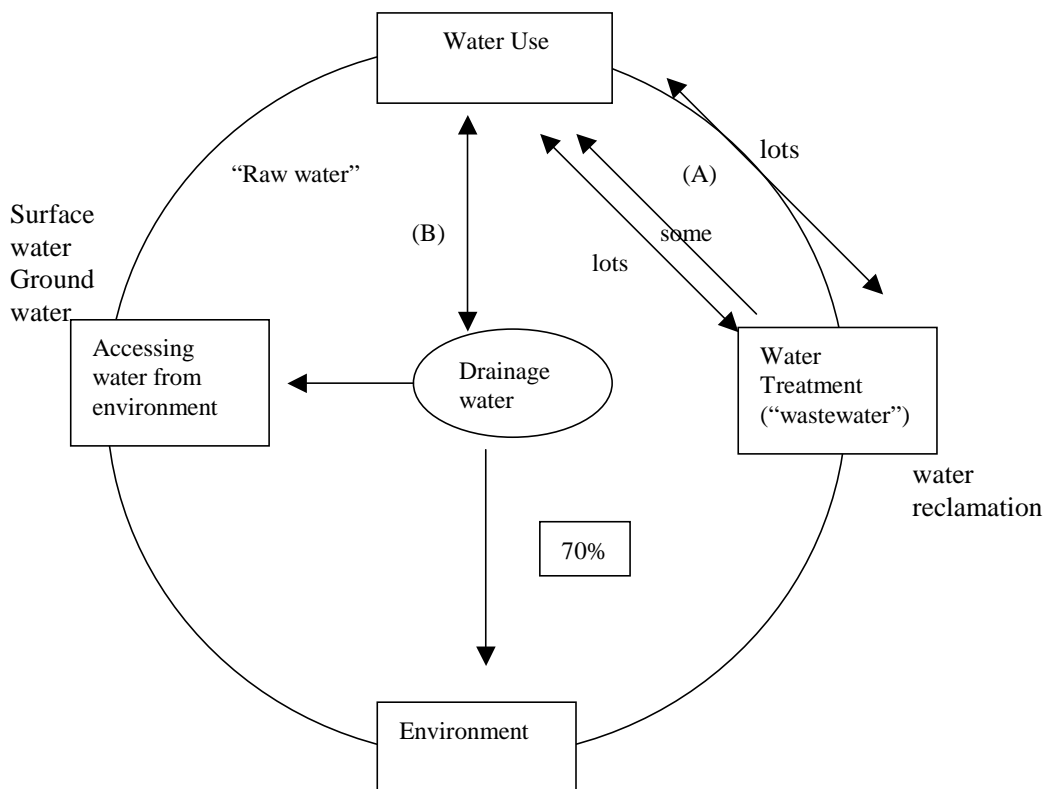 Water Use
lots
“Raw water”
(A)
Surface
water
Ground
water
(B)
some
lots
Accessing
water from
environment
Drainage
water
Water
Treatment
(“wastewater”)
water
reclamation
70%
Environment